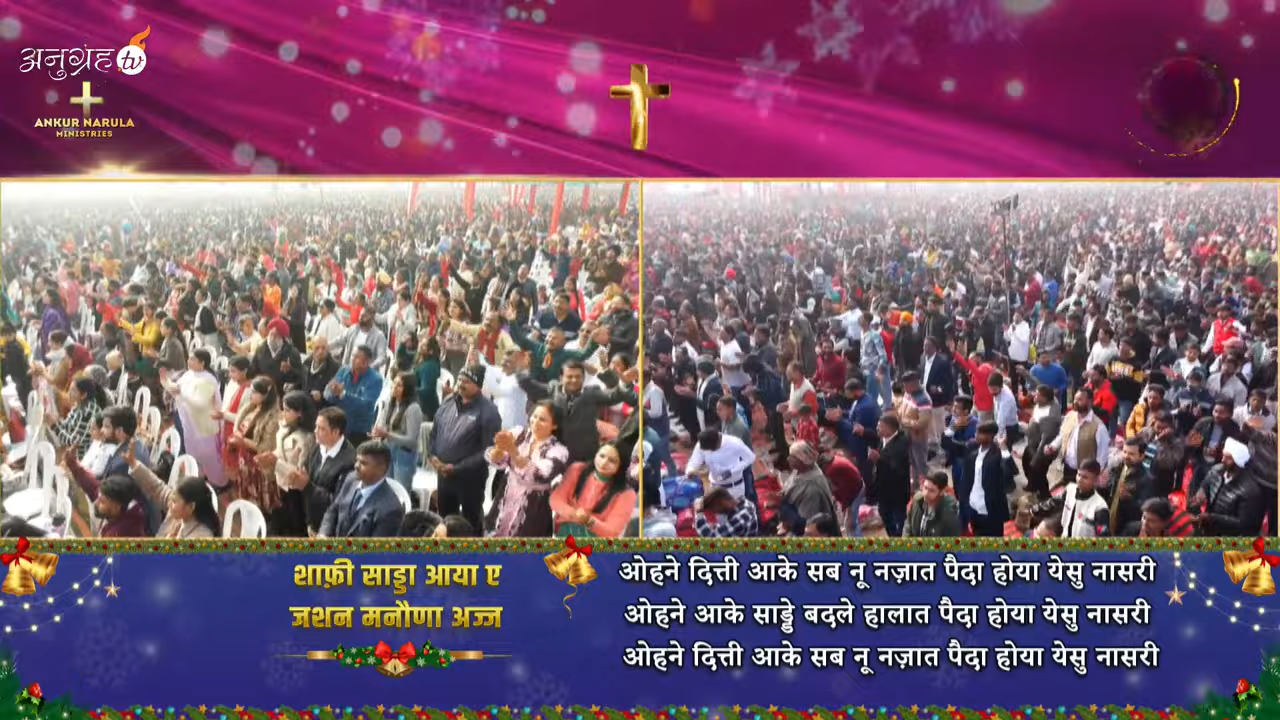 अनुग्रह tv
ANKUR NARULA
MINISTRIES
शाफ़ी साड्डा आया ए
जशन मनौणा अज्ज
ओहने दित्ती आके सब नू नज़ात पैदा होया येसु नासरी
ओहने आके साड्डे बदले हालात पैदा होया येसु नासरी
ओहने दित्ती आके सब नू नज़ात पैदा होया येसु नासरी